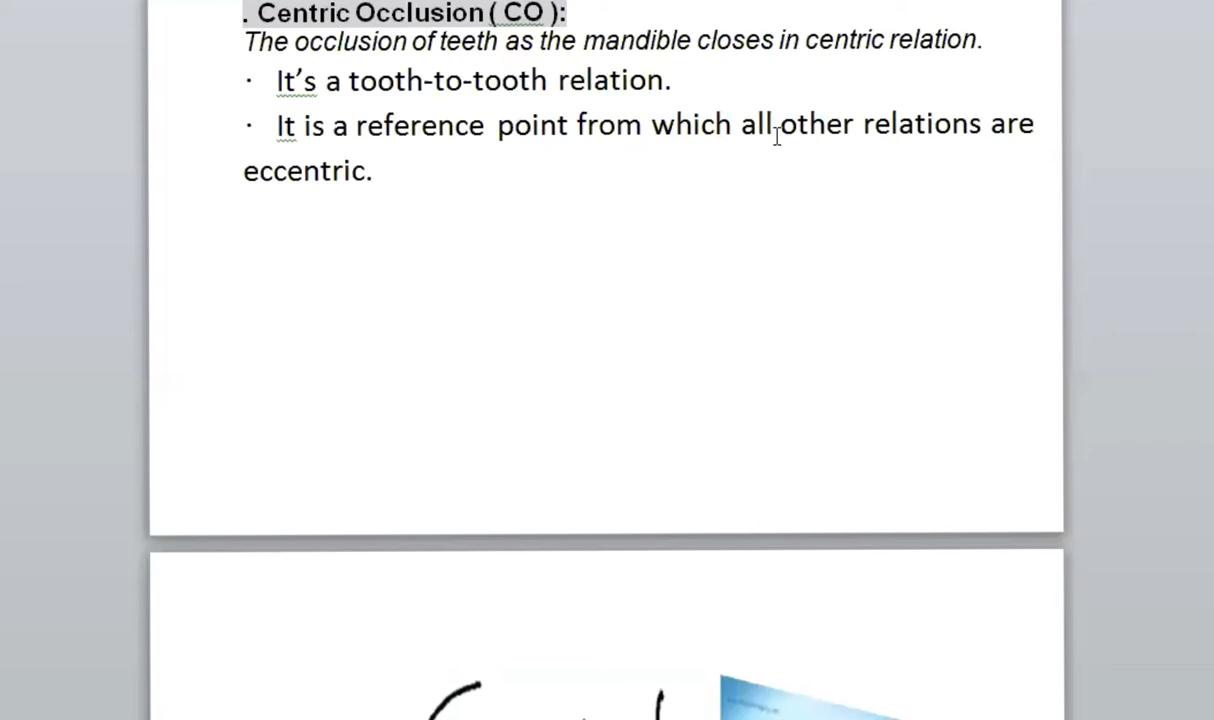 . Centric Occlusion ( CO ):
The occlusion of teeth as the mandible closes in centric relation.
· It’s a tooth-to-tooth relation.
· It is a reference point from which all other relations are
eccentric.